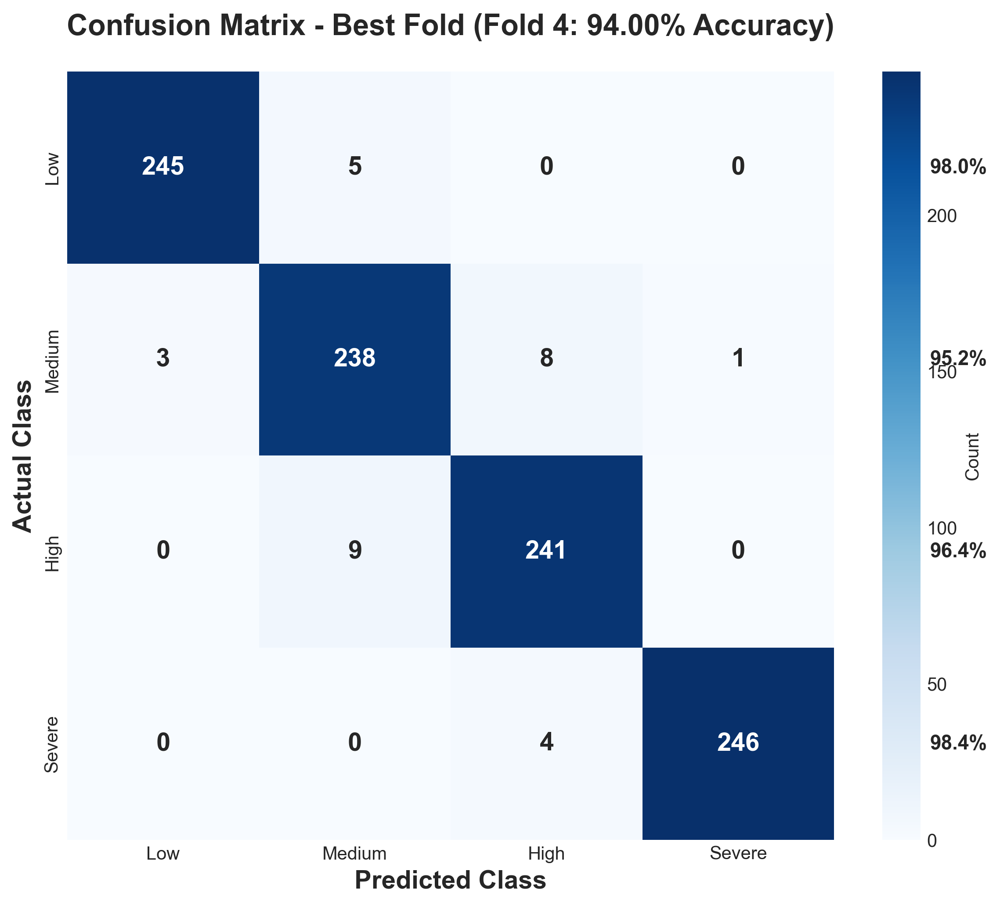 Confusion Matrix - Best Fold (Fold 4: 94.00% Accuracy)
Actual Class
Low
245 5 0 0
98.0%
200
Medium
3 238 8 1
95.2%
150
Count
100
High
0 9 241 0
96.4%
50
Severe
0 0 4 246
98.4%
0
Low Medium High Severe
Predicted Class